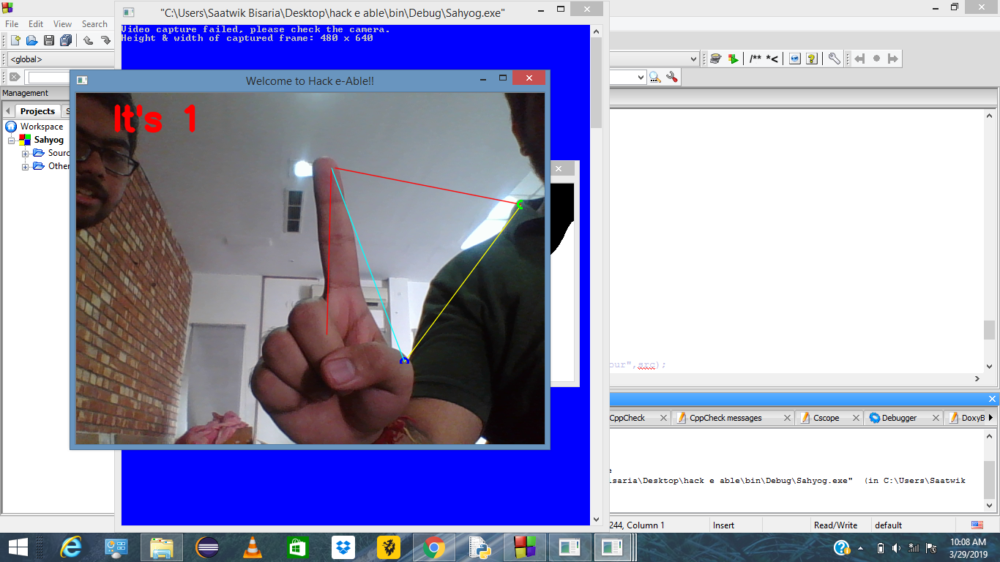 "C:\Users\Saatwik Bisaria\Desktop\hack e able\bin\Debug\Sahyog.exe"
File Edit View Search
Video capture failed, please check the camera.
Height & width of captured frame: 480 x 640
<global>
Welcome to Hack e-Able!!
/** *<
Management
Projects
It's 1
Workspace
Sahyog
Sourc
Other
our",src);
CppCheck
CppCheck messages
Cscope
Debugger
DoxyB
isaria\Desktop\hack e able\bin\Debug\Sahyog.exe" (in C:\Users\Saatwik
244, Column 1
Insert
Read/Write
default
10:08 AM
3/29/2019